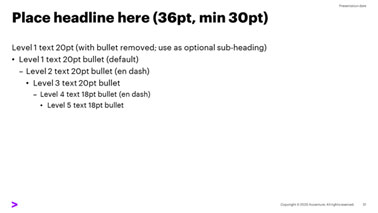 Presentation date
Place headline here (36pt, min 30pt)
Level 1 text 20pt (with bullet removed; use as optional sub-heading)
• Level 1 text 20pt bullet (default)
– Level 2 text 20pt bullet (en dash)
• Level 3 text 20pt bullet
– Level 4 text 18pt bullet (en dash)
• Level 5 text 18pt bullet
Copyright © 2020 Accenture. All rights reserved.